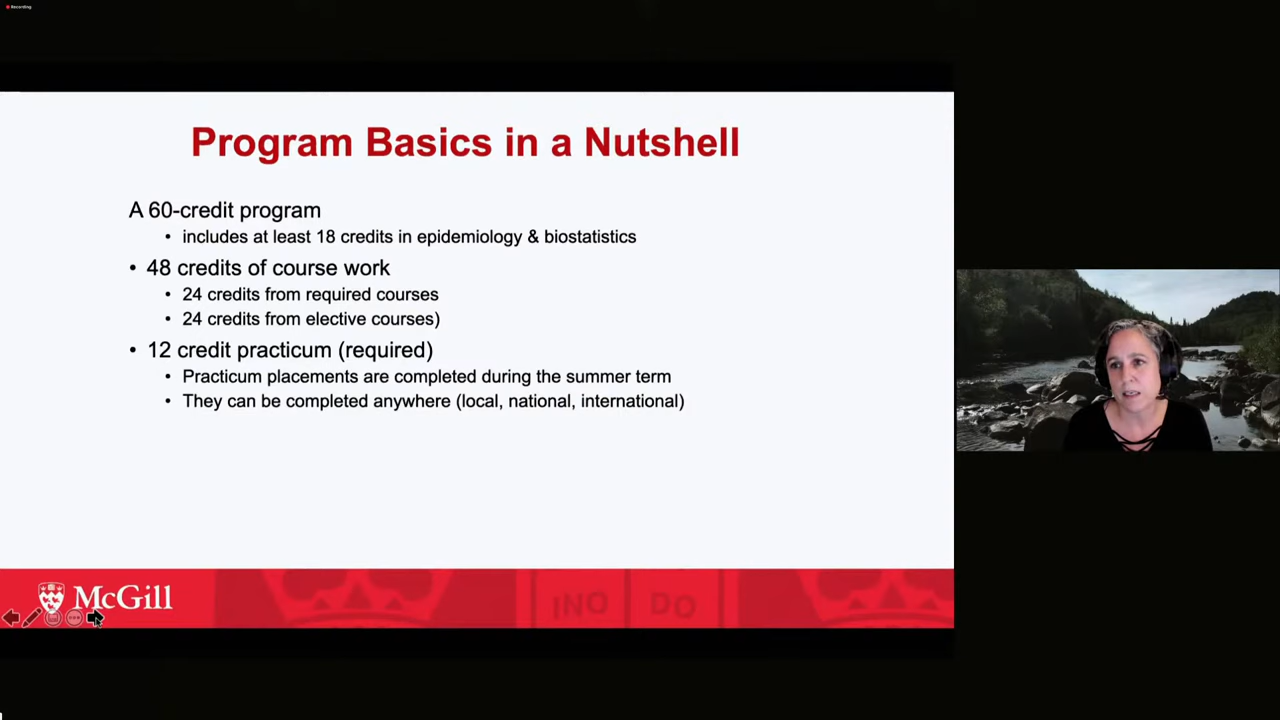 Recording
Program Basics in a Nutshell
A 60-credit program
• includes at least 18 credits in epidemiology & biostatistics
• 48 credits of course work
• 24 credits from required courses
• 24 credits from elective courses)
• 12 credit practicum (required)
• Practicum placements are completed during the summer term
• They can be completed anywhere (local, national, international)
McGill
INO DO